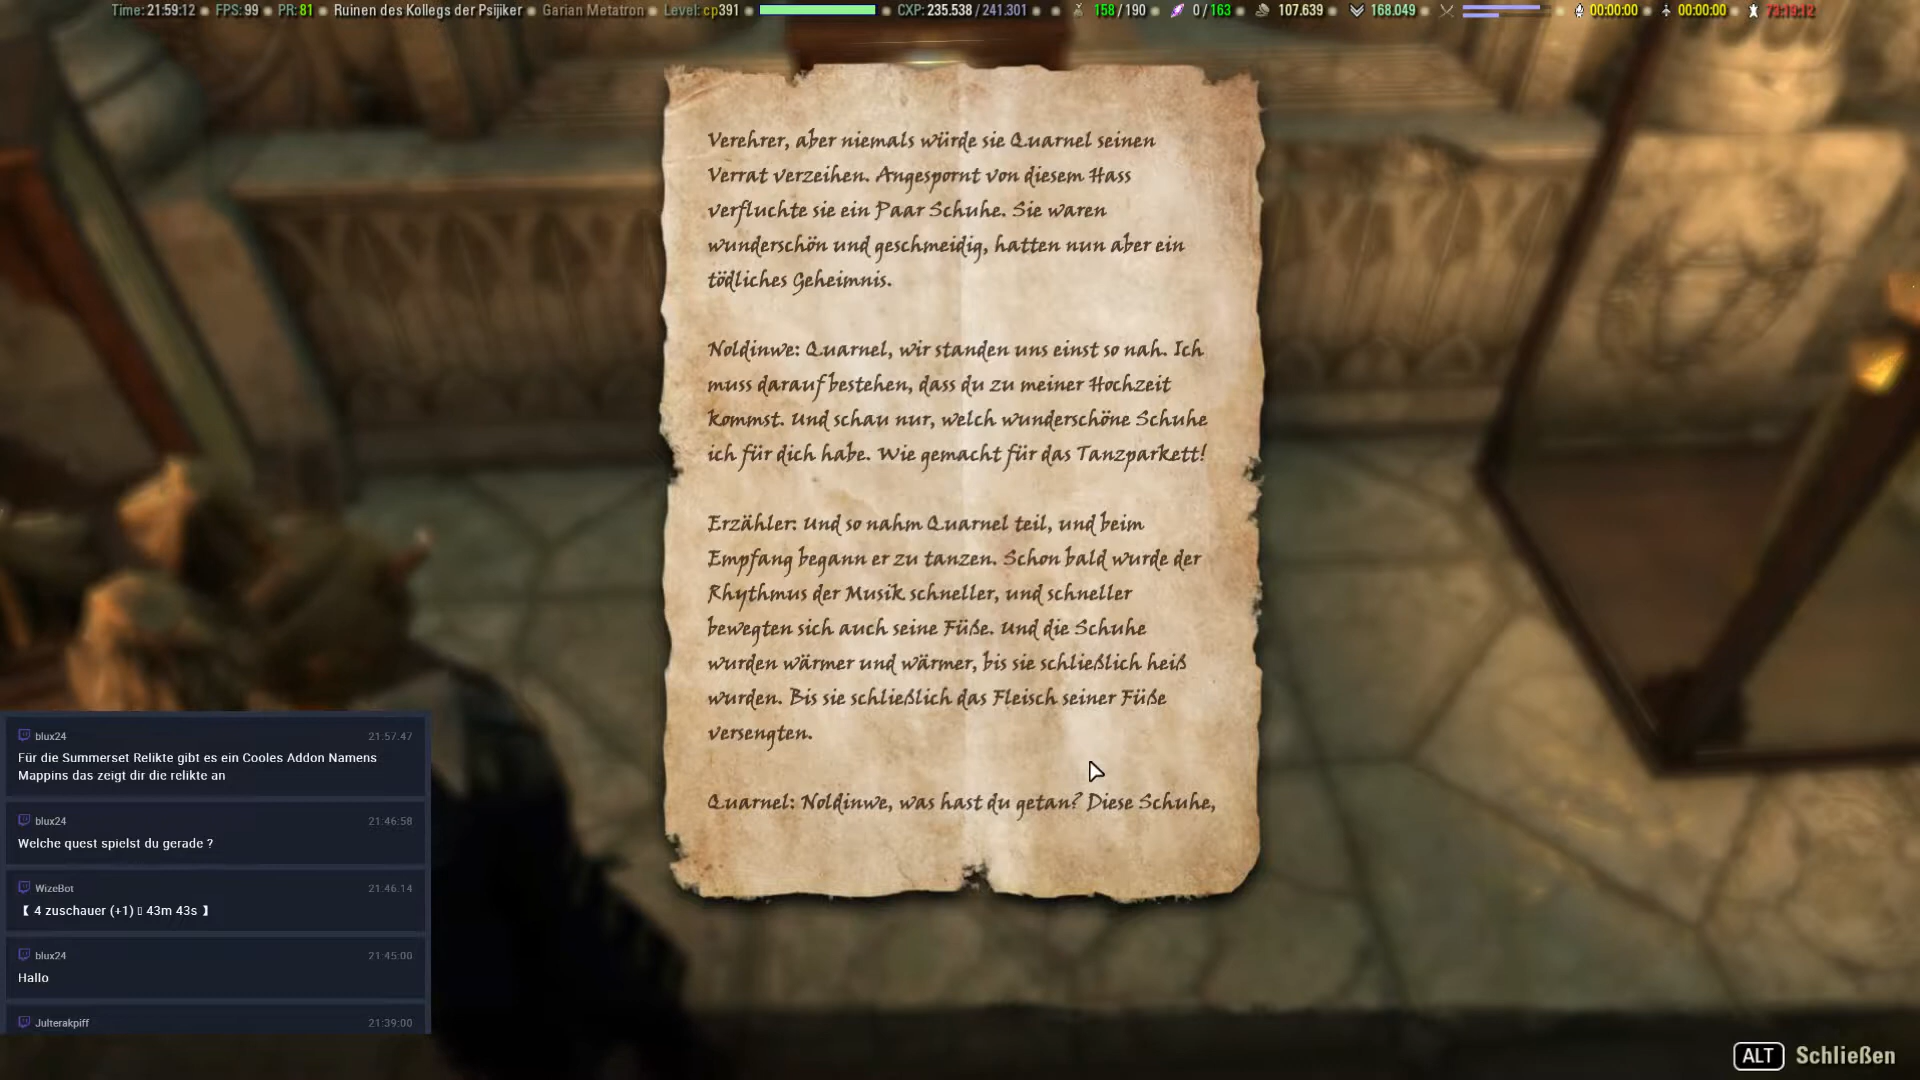 Time: 21:59:12 FPS: 99 PR: 81 Ruinen des Kollegs der Psijiker Garian Metatron Level: cp391 CXP: 235.538 / 241.301 158 / 190 0 / 163 107.639 168.049 00:00:00 00:00:00 73:19:12
Verehrer, aber niemals würde sie Quarnel seinen
Verrat verzeihen. Angespornt von diesem Hass
verfluchte sie ein Paar Schuhe. Sie waren
wunderschön und geschmeidig, hatten nun aber ein
tödliches Geheimnis.
Noldinwe: Quarnel, wir standen uns einst so nah. Ich
muss darauf bestehen, dass du zu meiner Hochzeit
kommst. Und schau nur, welch wunderschöne Schuhe
ich für dich habe. Wie gemacht für das Tanzparkett!
Erzähler: Und so nahm Quarnel teil, und beim
Empfang begann er zu tanzen. Schon bald wurde der
Rhythmus der Musik schneller, und schneller
bewegten sich auch seine Füße. Und die Schuhe
wurden wärmer und wärmer, bis sie schließlich heiß
wurden. Bis sie schließlich das Fleisch seiner Füße
versengten.
Quarnel: Noldinwe, was hast du getan? Diese Schuhe,
blux24 21:57:47
Für die Summerset Relikte gibt es ein Cooles Addon Namens
Mappins das zeigt dir die relikte an
blux24 21:46:58
Welche quest spielst du gerade ?
WizeBot 21:46:14
【 4 zuschauer (+1) ▯ 43m 43s 】
blux24 21:45:00
Hallo
Julterakpiff 21:39:00
ALT Schließen